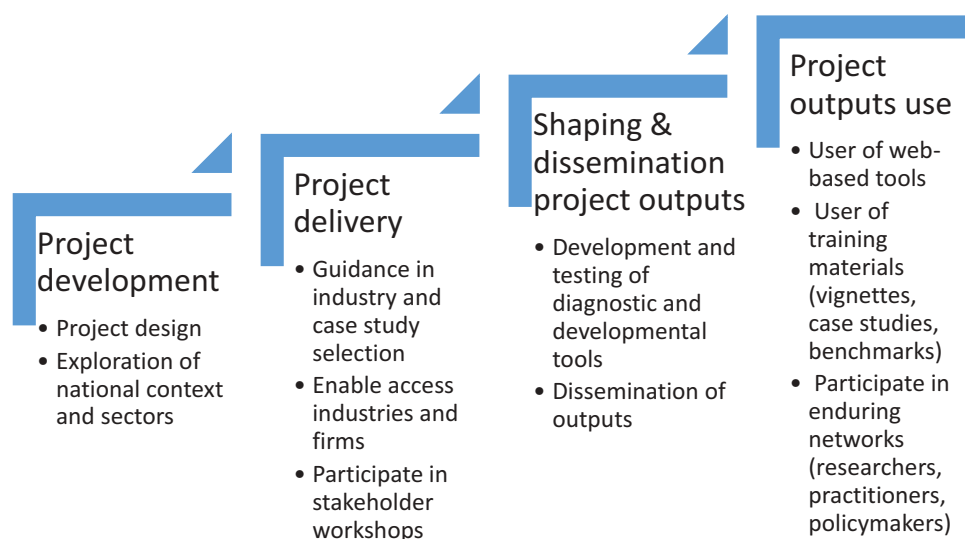 Project
development
• Project design
• Exploration of
national context
and sectors
Project
delivery
• Guidance in
industry and
case study
selection
• Enable access
industries and
firms
• Participate in
stakeholder
workshops
Shaping &
dissemination
project outputs
• Development and
testing of
diagnostic and
developmental
tools
• Dissemination of
outputs
Project
outputs use
• User of web-
based tools
• User of
training
materials
(vignettes,
case studies,
benchmarks)
• Participate in
enduring
networks
(researchers,
practitioners,
policymakers)